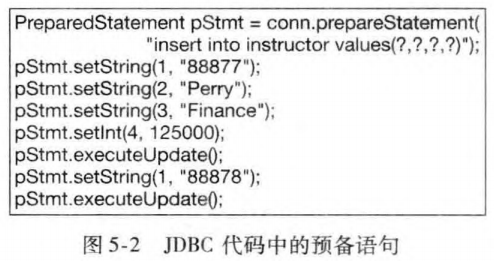 PreparedStatement pStmt = conn.prepareStatement(
"insert into instructor values(?,?,?,?)");
pStmt.setString(1, "88877");
pStmt.setString(2, "Perry");
pStmt.setString(3, "Finance");
pStmt.setInt(4, 125000);
pStmt.executeUpdate();
pStmt.setString(1, "88878");
pStmt.executeUpdate();
图 5-2 JDBC 代码中的预备语句